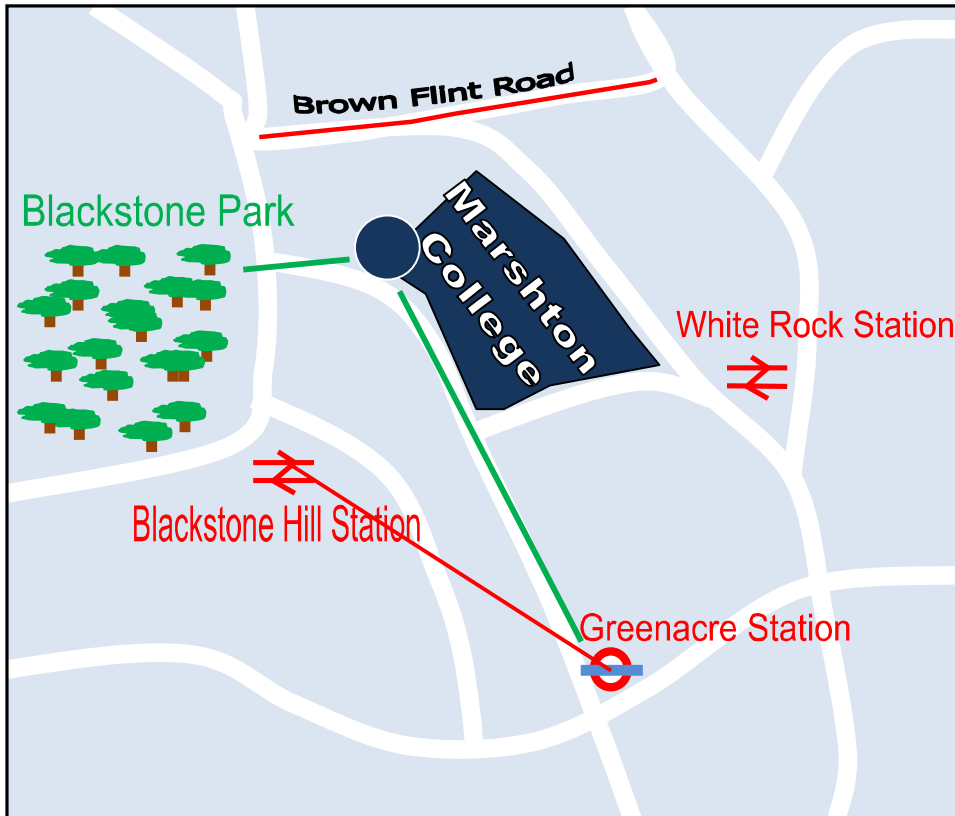 Brown Flint Road
Blackstone Park
Marshton
College
White Rock Station
Blackstone Hill Station
Greenacre Station